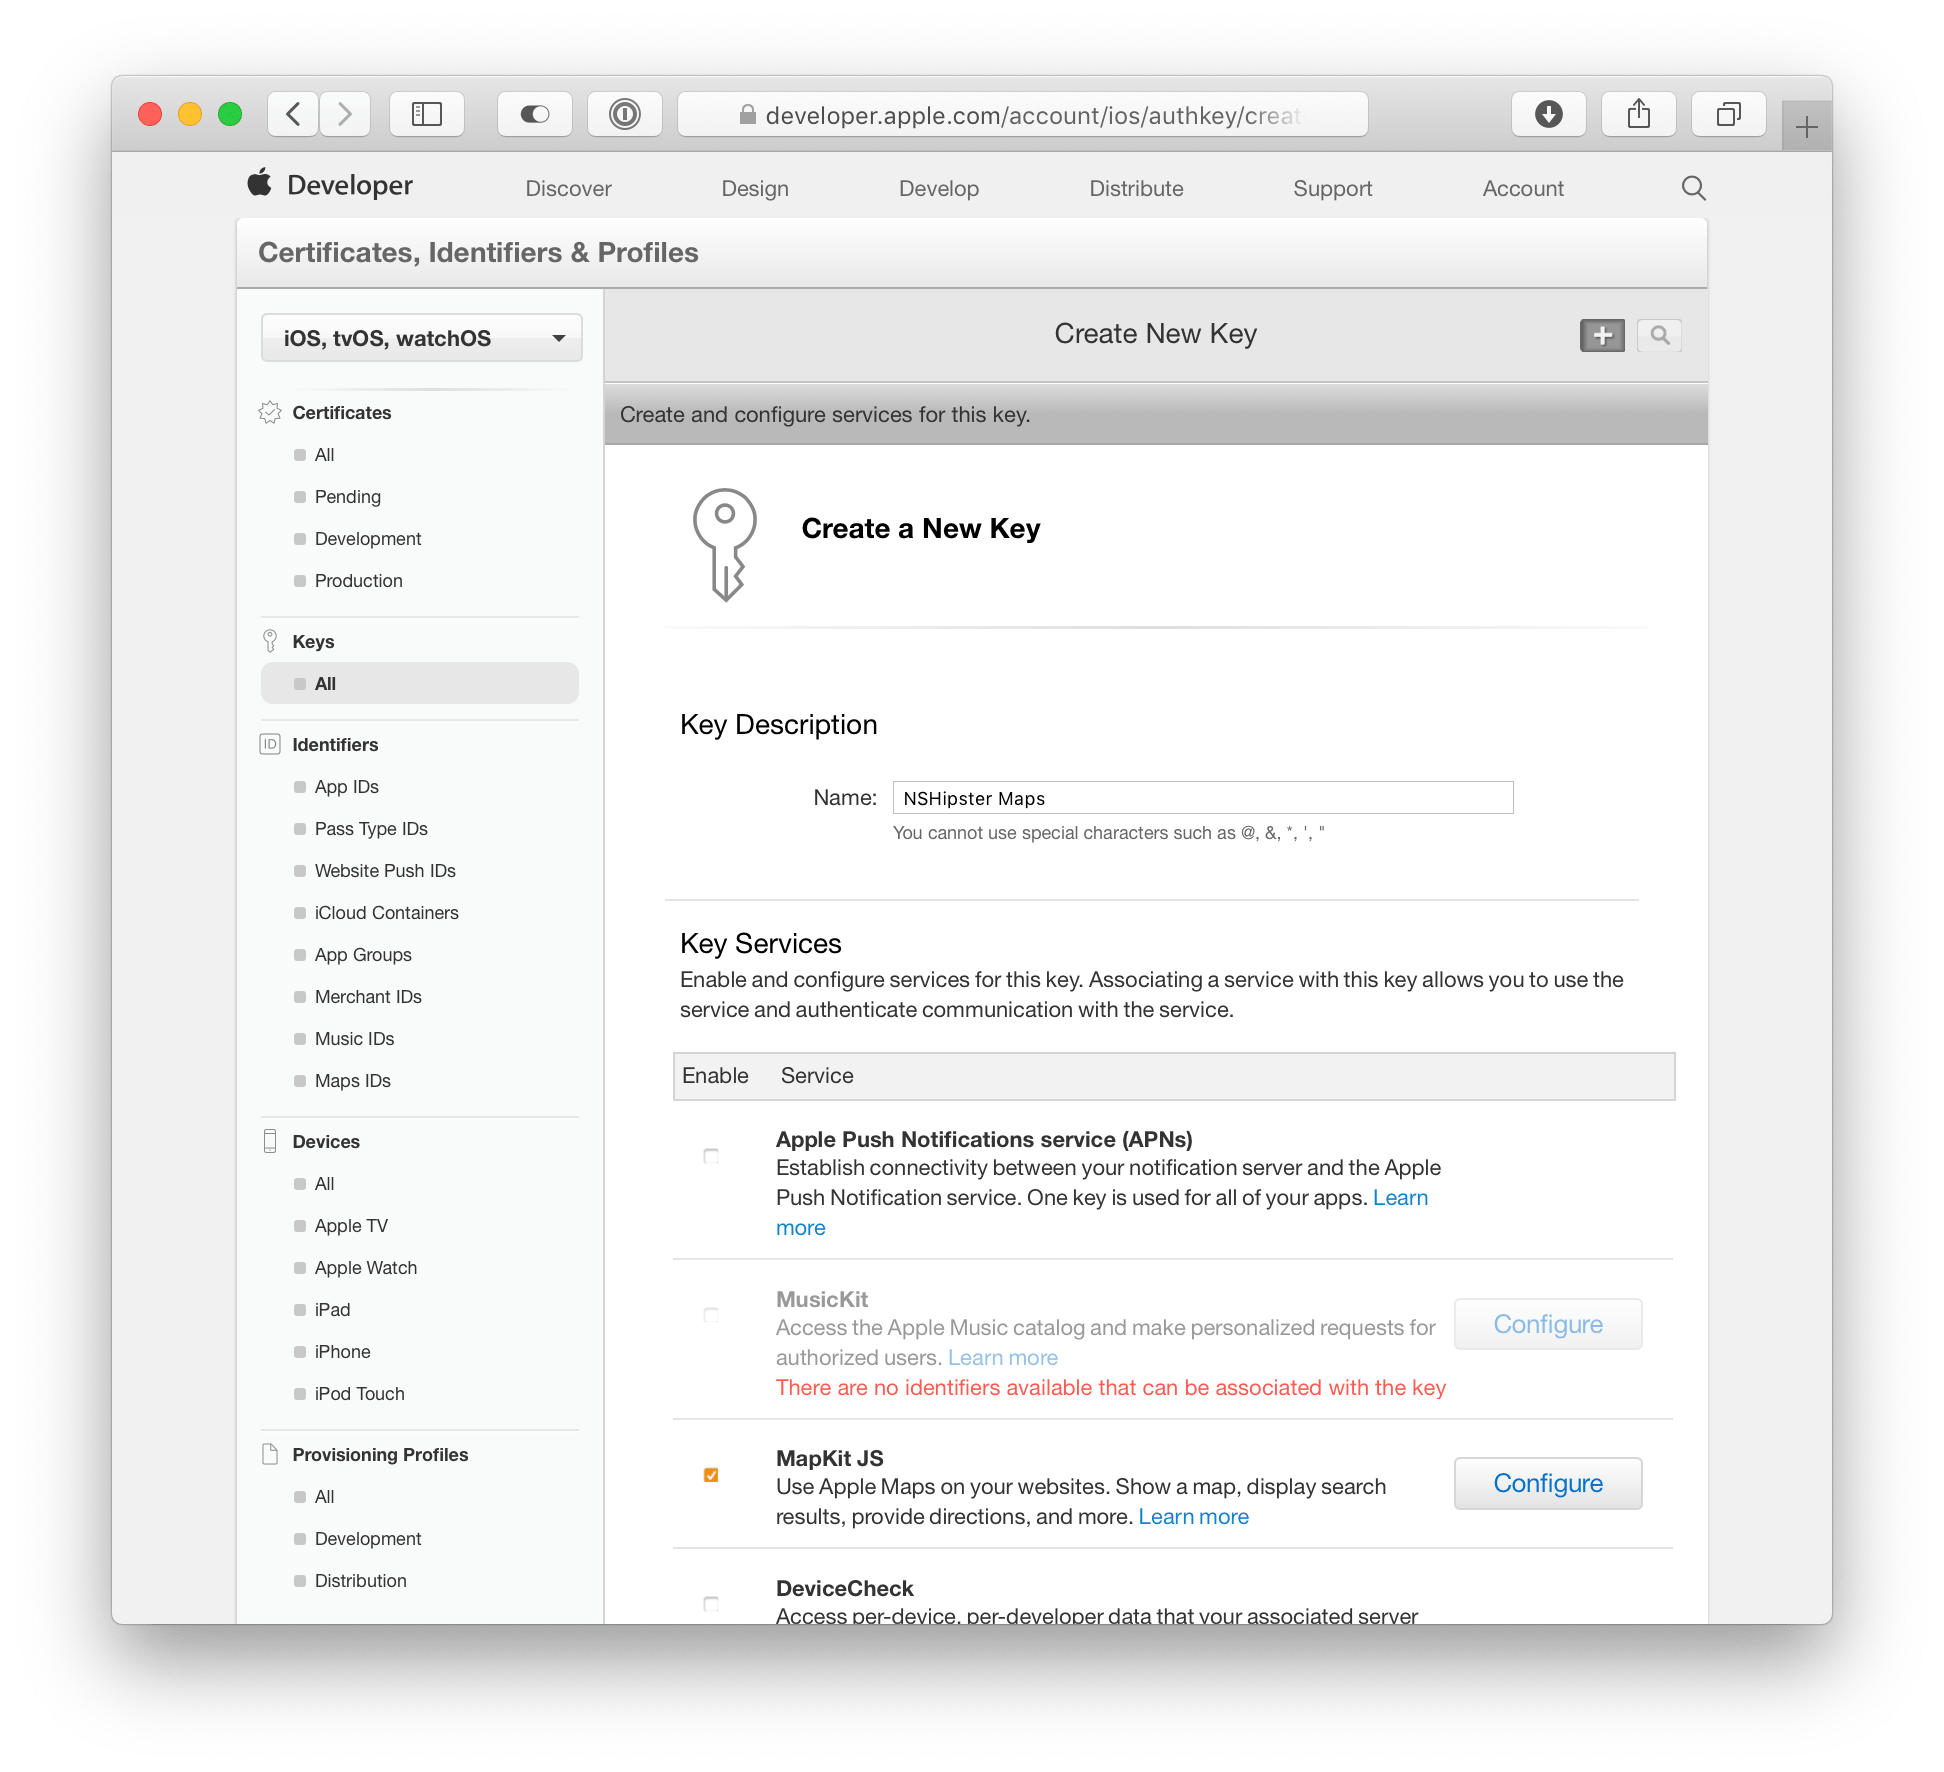 developer.apple.com/account/ios/authkey/creat
Developer
Discover
Design
Develop
Distribute
Support
Account
Certificates, Identifiers & Profiles
iOS, tvOS, watchOS
Certificates
All
Pending
Development
Production
Keys
All
ID Identifiers
App IDs
Pass Type IDs
Website Push IDs
iCloud Containers
App Groups
Merchant IDs
Music IDs
Maps IDs
Devices
All
Apple TV
Apple Watch
iPad
iPhone
iPod Touch
Provisioning Profiles
All
Development
Distribution
Create New Key
Create and configure services for this key.
Create a New Key
Key Description
Name: NSHipster Maps
You cannot use special characters such as @, &, *, ', "
Key Services
Enable and configure services for this key. Associating a service with this key allows you to use the
service and authenticate communication with the service.
Enable Service
Apple Push Notifications service (APNs)
Establish connectivity between your notification server and the Apple
Push Notification service. One key is used for all of your apps. Learn
more
MusicKit
Access the Apple Music catalog and make personalized requests for
authorized users. Learn more
There are no identifiers available that can be associated with the key
Configure
MapKit JS
Use Apple Maps on your websites. Show a map, display search
results, provide directions, and more. Learn more
Configure
DeviceCheck
Access per-device, per-developer data that your associated server